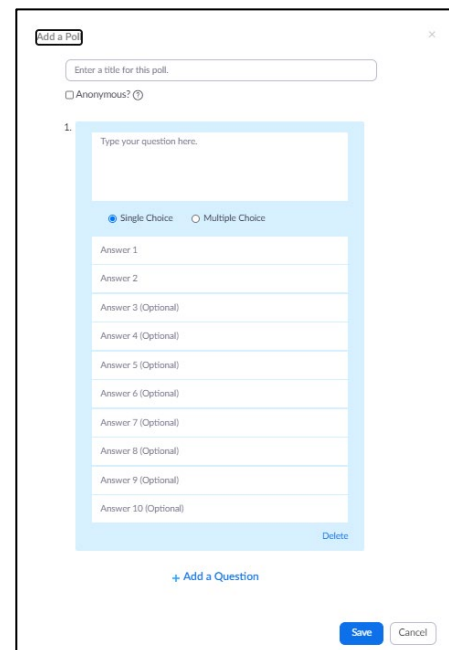 Add a Poll
Enter a title for this poll.
Anonymous?
1.
Type your question here.
Single Choice Multiple Choice
Answer 1
Answer 2
Answer 3 (Optional)
Answer 4 (Optional)
Answer 5 (Optional)
Answer 6 (Optional)
Answer 7 (Optional)
Answer 8 (Optional)
Answer 9 (Optional)
Answer 10 (Optional)
Delete
+ Add a Question
Save Cancel